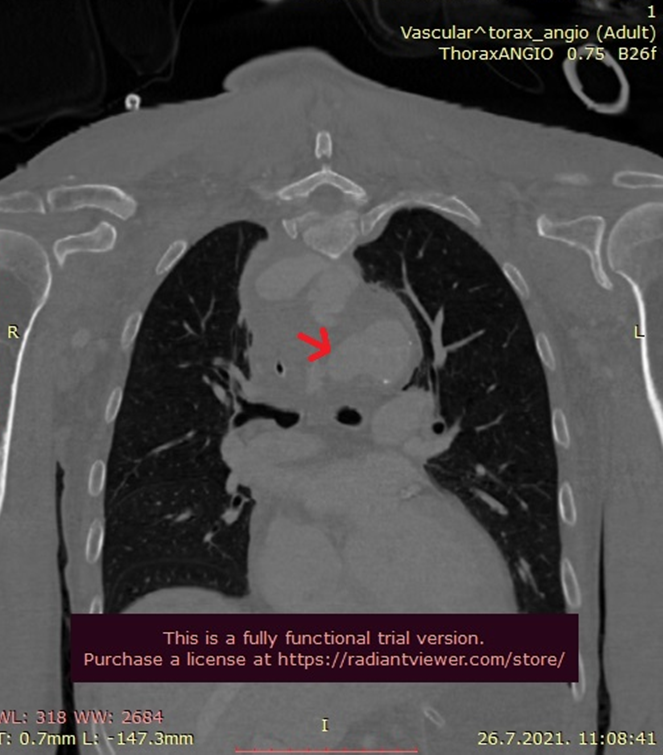 1
Vascular^torax_angio (Adult)
ThoraxANGIO 0.75 B26f
R
L
This is a fully functional trial version.
Purchase a license at https://radiantviewer.com/store/
WL: 318 WW: 2684
T: 0.7mm L: -147.3mm
I
26.7.2021. 11:08:41